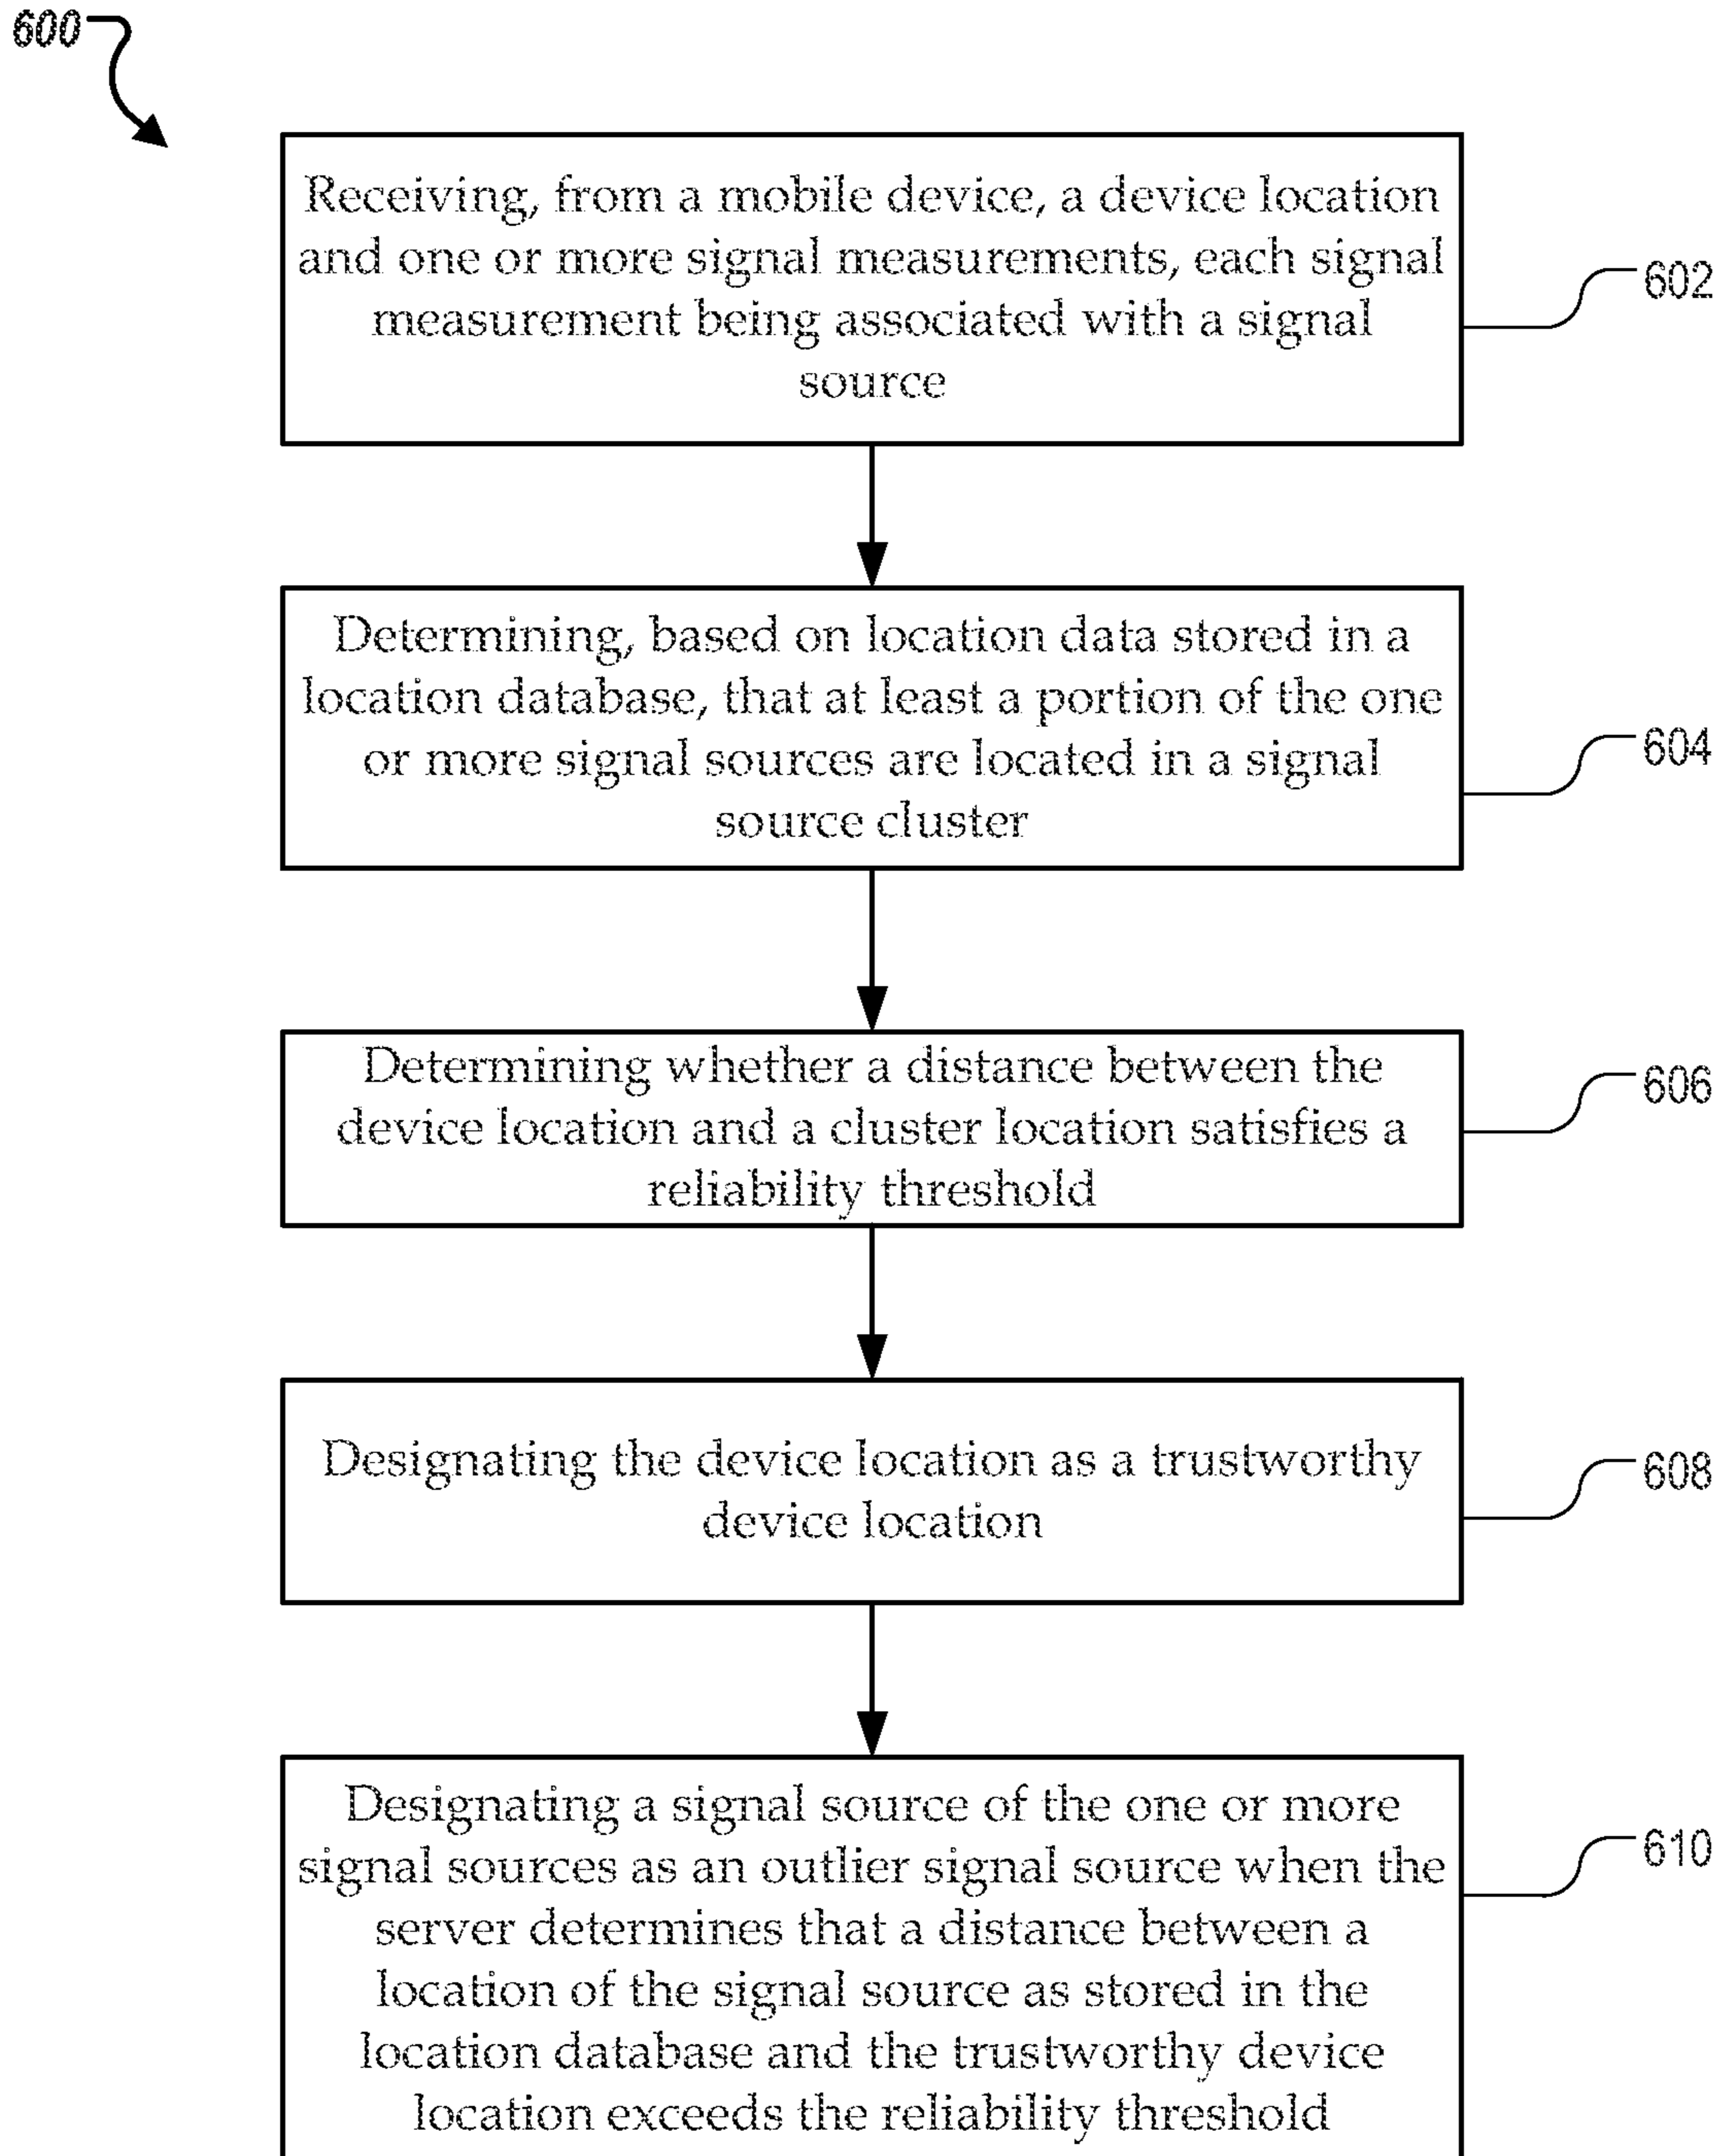 600
Receiving, from a mobile device, a device location
and one or more signal measurements, each signal
measurement being associated with a signal
source
602
Determining, based on location data stored in a
location database, that at least a portion of the one
or more signal sources are located in a signal
source cluster
604
Determining whether a distance between the
device location and a cluster location satisfies a
reliability threshold
606
Designating the device location as a trustworthy
device location
608
Designating a signal source of the one or more
signal sources as an outlier signal source when the
server determines that a distance between a
location of the signal source as stored in the
location database and the trustworthy device
location exceeds the reliability threshold
610